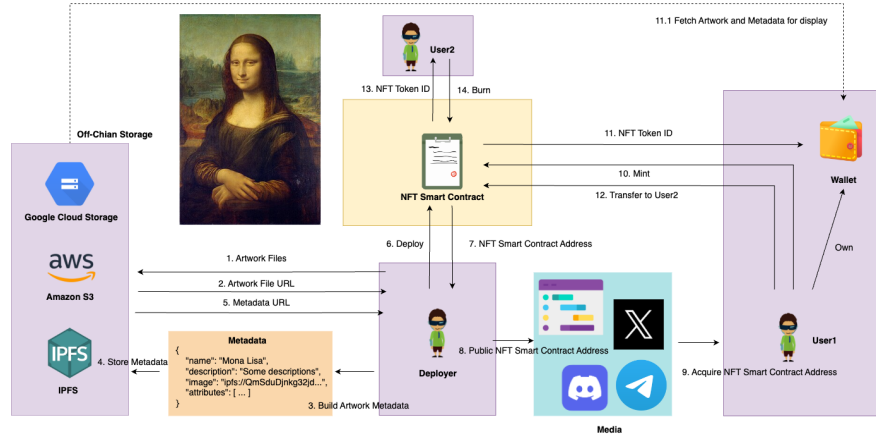 11.1 Fetch Artwork and Metadata for display
User2
13. NFT Token ID
14. Burn
Off-Chian Storage
11. NFT Token ID
Google Cloud Storage
NFT Smart Contract
10. Mint
Wallet
12. Transfer to User2
6. Deploy
7. NFT Smart Contract Address
Own
1. Artwork Files
aws
2. Artwork File URL
Amazon S3
5. Metadata URL
IPFS
Metadata
{
"name": "Mona Lisa",
"description": "Some descriptions",
"image": "ipfs://QmSduDjnkg32jd...",
"attributes": [ ... ]
}
4. Store Metadata
IPFS
3. Build Artwork Metadata
Deployer
8. Public NFT Smart Contract Address
X
User1
9. Acquire NFT Smart Contract Address
Media